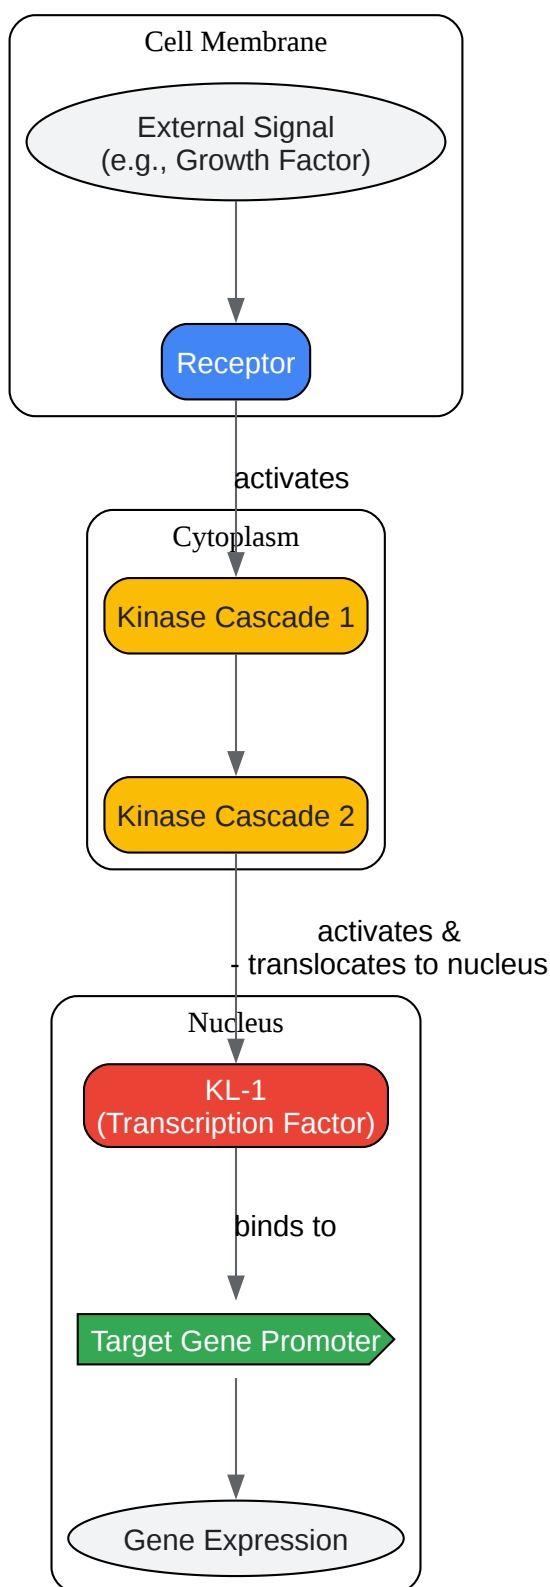 Cell Membrane
External Signal
(e.g., Growth Factor)
Receptor
activates
Cytoplasm
Kinase Cascade 1
Kinase Cascade 2
activates &
- translocates to nucleus
Nucleus
KL-1
(Transcription Factor)
binds to
Target Gene Promoter
Gene Expression